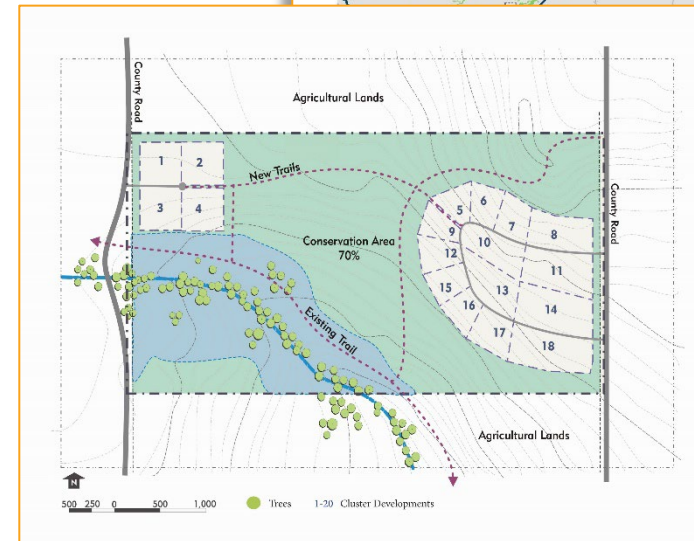 Agricultural Lands
County Road
1
2
3
4
New Trails
Conservation Area
70%
5
6
7
8
9
10
11
12
13
14
15
16
17
18
County Road
Existing Trail
Agricultural Lands
N
500 250 0 500 1,000
Trees 1-20 Cluster Developments